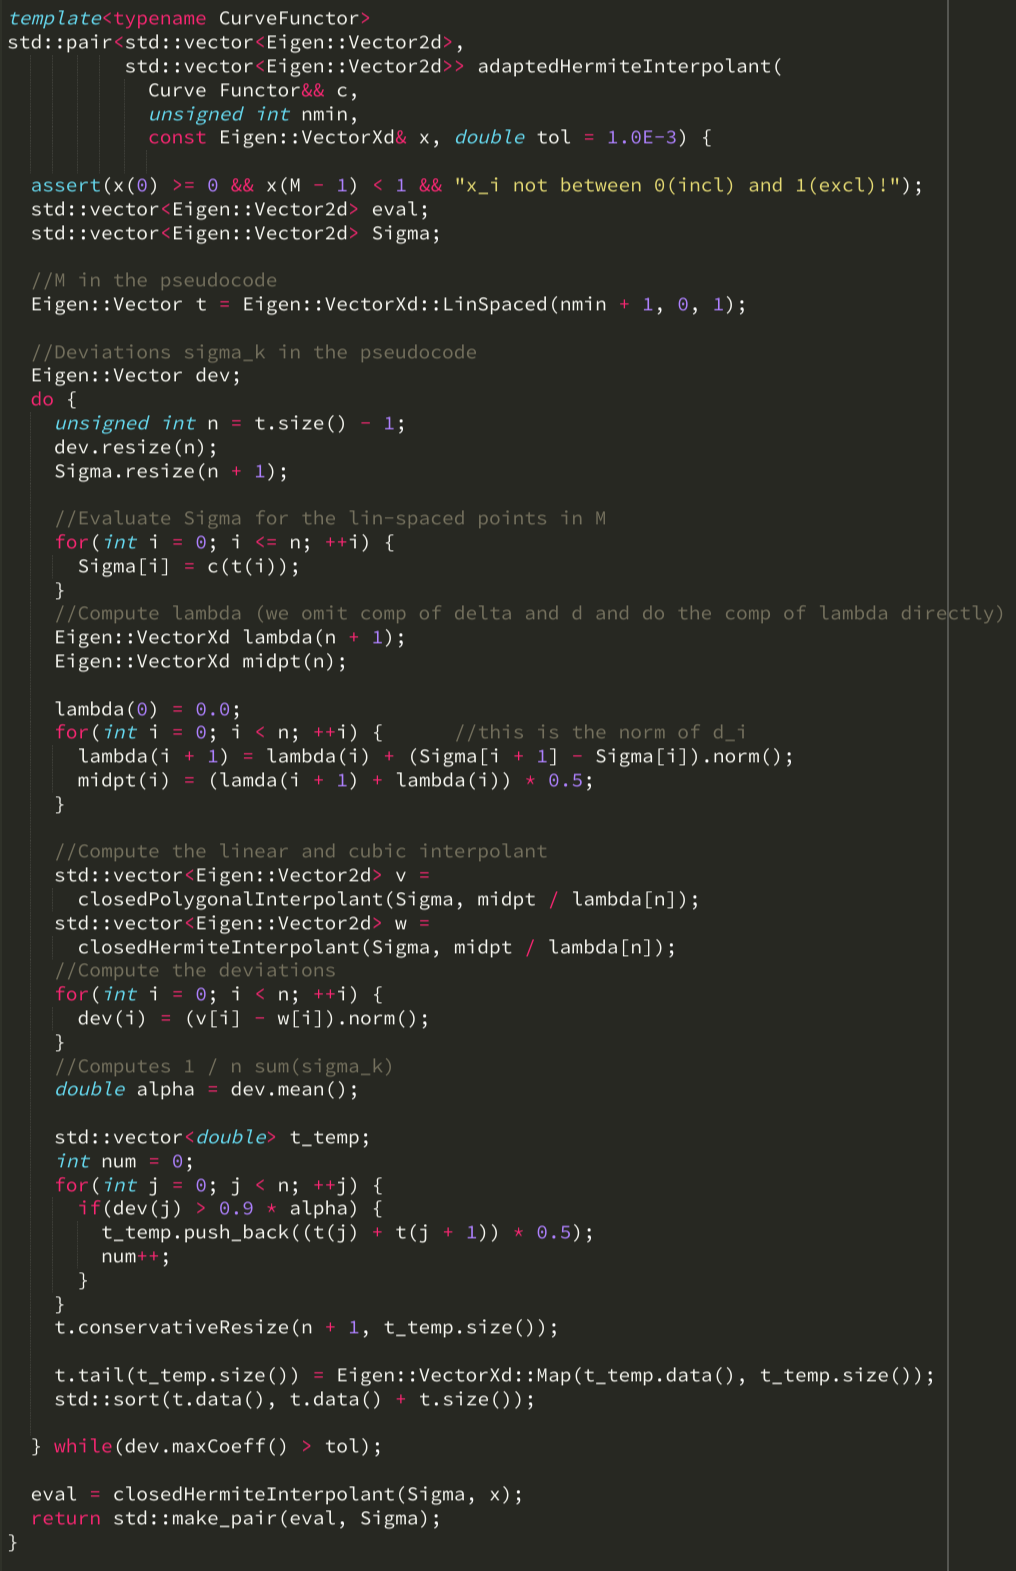 template<typename CurveFunctor>
std::pair<std::vector<Eigen::Vector2d>,
          std::vector<Eigen::Vector2d>> adaptedHermiteInterpolant(
            Curve Functor&& c,
            unsigned int nmin,
            const Eigen::VectorXd& x, double tol = 1.0E-3) {
  assert(x(0) >= 0 && x(M - 1) < 1 && "x_i not between 0(incl) and 1(excl)!");
  std::vector<Eigen::Vector2d> eval;
  std::vector<Eigen::Vector2d> Sigma;
  //M in the pseudocode
  Eigen::Vector t = Eigen::VectorXd::LinSpaced(nmin + 1, 0, 1);
  //Deviations sigma_k in the pseudocode
  Eigen::Vector dev;
  do {
    unsigned int n = t.size() - 1;
    dev.resize(n);
    Sigma.resize(n + 1);
    //Evaluate Sigma for the lin-spaced points in M
    for(int i = 0; i <= n; ++i) {
      Sigma[i] = c(t(i));
    }
    //Compute lambda (we omit comp of delta and d and do the comp of lambda directly)
    Eigen::VectorXd lambda(n + 1);
    Eigen::VectorXd midpt(n);
    lambda(0) = 0.0;
    for(int i = 0; i < n; ++i) {      //this is the norm of d_i
      lambda(i + 1) = lambda(i) + (Sigma[i + 1] - Sigma[i]).norm();
      midpt(i) = (lamda(i + 1) + lambda(i)) * 0.5;
    }
    //Compute the linear and cubic interpolant
    std::vector<Eigen::Vector2d> v =
      closedPolygonalInterpolant(Sigma, midpt / lambda[n]);
    std::vector<Eigen::Vector2d> w =
      closedHermiteInterpolant(Sigma, midpt / lambda[n]);
    //Compute the deviations
    for(int i = 0; i < n; ++i) {
      dev(i) = (v[i] - w[i]).norm();
    }
    //Computes 1 / n sum(sigma_k)
    double alpha = dev.mean();
    std::vector<double> t_temp;
    int num = 0;
    for(int j = 0; j < n; ++j) {
      if(dev(j) > 0.9 * alpha) {
        t_temp.push_back((t(j) + t(j + 1)) * 0.5);
        num++;
      }
    }
    t.conservativeResize(n + 1, t_temp.size());
    t.tail(t_temp.size()) = Eigen::VectorXd::Map(t_temp.data(), t_temp.size());
    std::sort(t.data(), t.data() + t.size());
  } while(dev.maxCoeff() > tol);
  eval = closedHermiteInterpolant(Sigma, x);
  return std::make_pair(eval, Sigma);
}